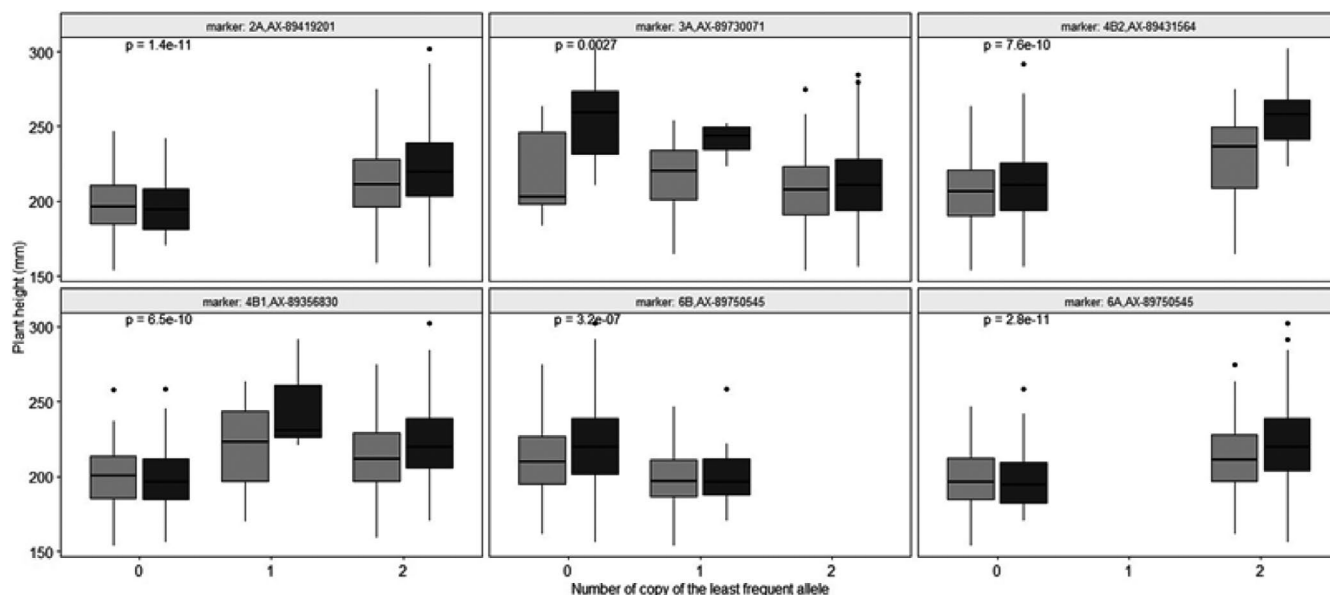 marker: 2A,AX-89419201
marker: 3A,AX-89730071
marker: 4B2,AX-89431564
p = 1.4e-11
p = 0.0027
p = 7.6e-10
300
250
200
150
marker: 4B1,AX-89356830
marker: 6B,AX-89750545
marker: 6A,AX-89750545
p = 6.5e-10
p = 3.2e-07
p = 2.8e-11
300
250
200
150
Plant height (mm)
0 1 2
0 1 2
0 1 2
Number of copy of the least frequent allele